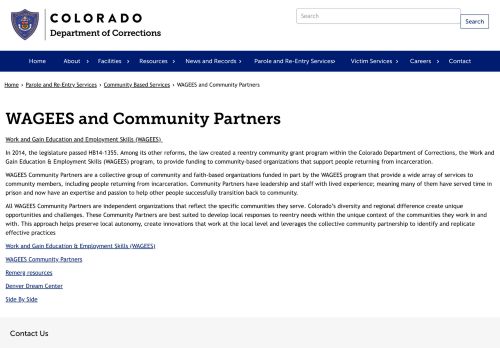 COLORADO
Department of Corrections
Search
Search
Home About › Facilities › Resources › News and Records › Parole and Re-Entry Services › Victim Services › Careers › Contact
Home › Parole and Re-Entry Services › Community Based Services › WAGEES and Community Partners
WAGEES and Community Partners
Work and Gain Education and Employment Skills (WAGEES)
In 2014, the legislature passed HB14-1355. Among its other reforms, the law created a reentry community grant program within the Colorado Department of Corrections, the Work and
Gain Education & Employment Skills (WAGEES) program, to provide funding to community-based organizations that support people returning from incarceration.
WAGEES Community Partners are a collective group of community and faith-based organizations funded in part by the WAGEES program that provide a wide array of services to
community members, including people returning from incarceration. Community Partners have leadership and staff with lived experience; meaning many of them have served time in
prison and now have an expertise and passion to help other people successfully transition back to community.
All WAGEES Community Partners are independent organizations that reflect the specific communities they serve. Colorado's diversity and regional difference create unique
opportunities and challenges. These Community Partners are best suited to develop local responses to reentry needs within the unique context of the communities they work in and
with. This approach helps preserve local autonomy, create innovations that work at the local level and leverages the collective community partnership to identify and replicate
effective practices
Work and Gain Education & Employment Skills (WAGEES)
WAGEES Community Partners
Remerg resources
Denver Dream Center
Side By Side
Contact Us